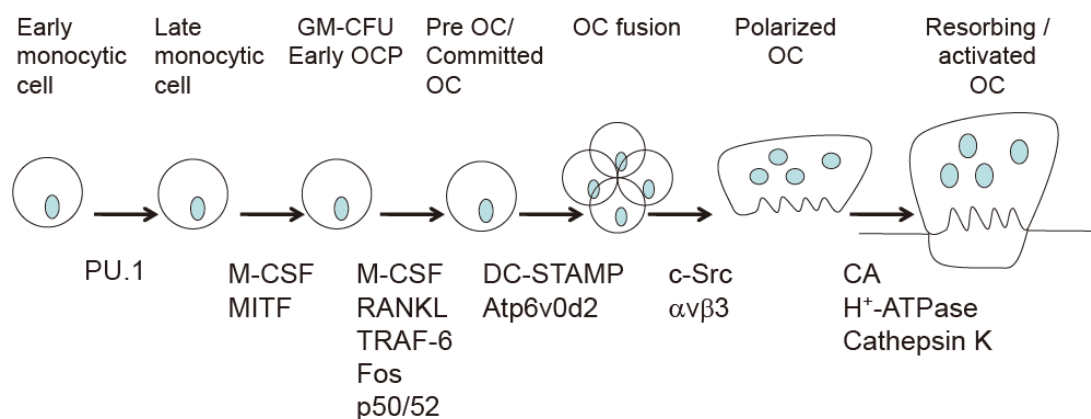 Early
monocytic
cell
Late
monocytic
cell
GM-CFU
Early OCP
Pre OC/
Committed
OC
OC fusion
Polarized
OC
Resorbing /
activated
OC
PU.1
M-CSF
MITF
M-CSF
RANKL
TRAF-6
Fos
p50/52
DC-STAMP
Atp6v0d2
c-Src
αvβ3
CA
H⁺-ATPase
Cathepsin K